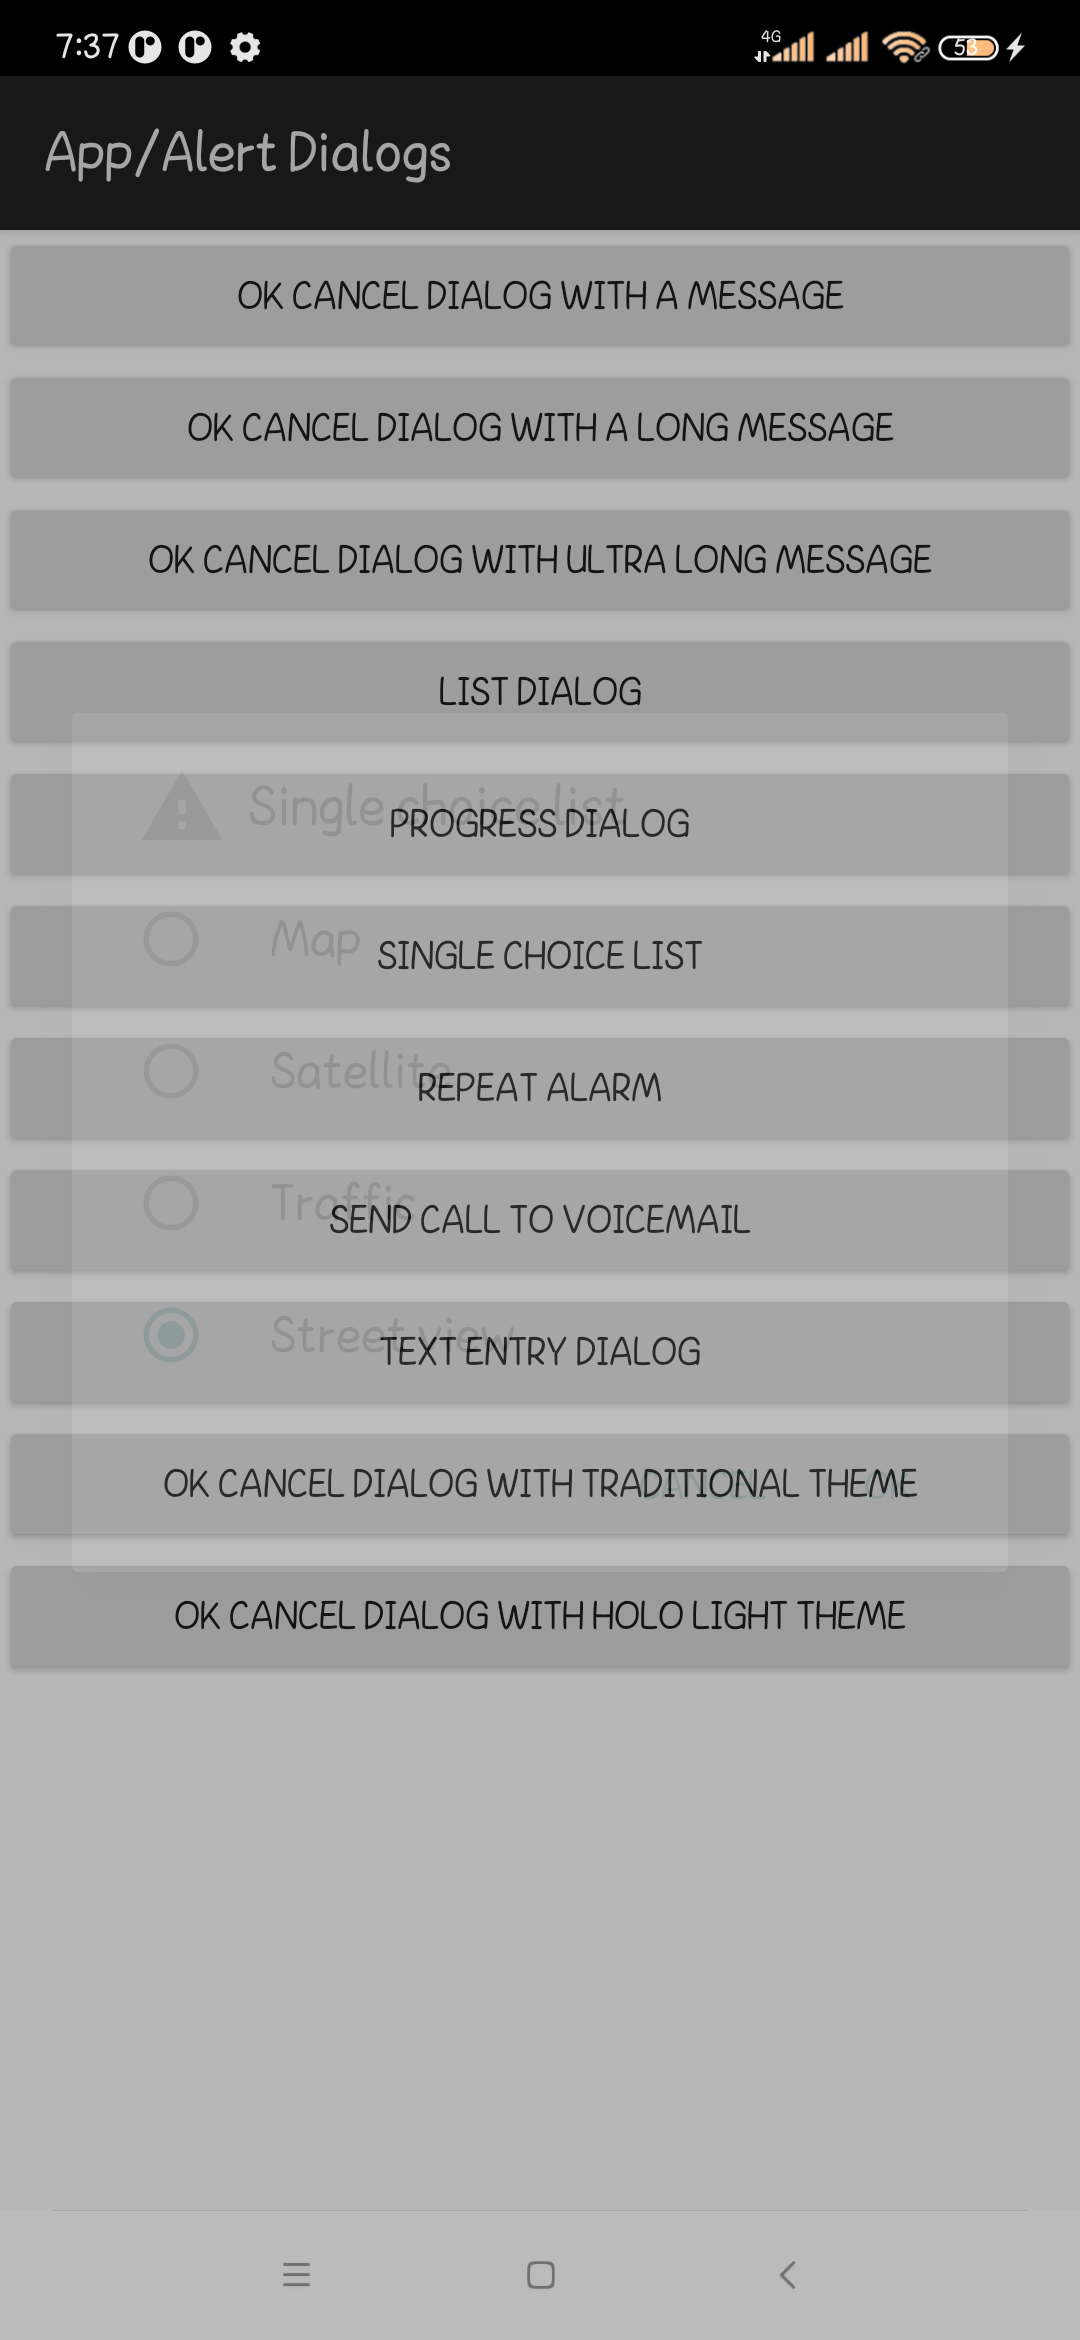 7:37
4G
53
App/Alert Dialogs
OK CANCEL DIALOG WITH A MESSAGE
OK CANCEL DIALOG WITH A LONG MESSAGE
OK CANCEL DIALOG WITH ULTRA LONG MESSAGE
LIST DIALOG
Single choice list
PROGRESS DIALOG
Map
SINGLE CHOICE LIST
Satellite
REPEAT ALARM
Traffic
SEND CALL TO VOICEMAIL
Street view
TEXT ENTRY DIALOG
OK CANCEL DIALOG WITH TRADITIONAL THEME
CANCEL
OK
OK CANCEL DIALOG WITH HOLO LIGHT THEME